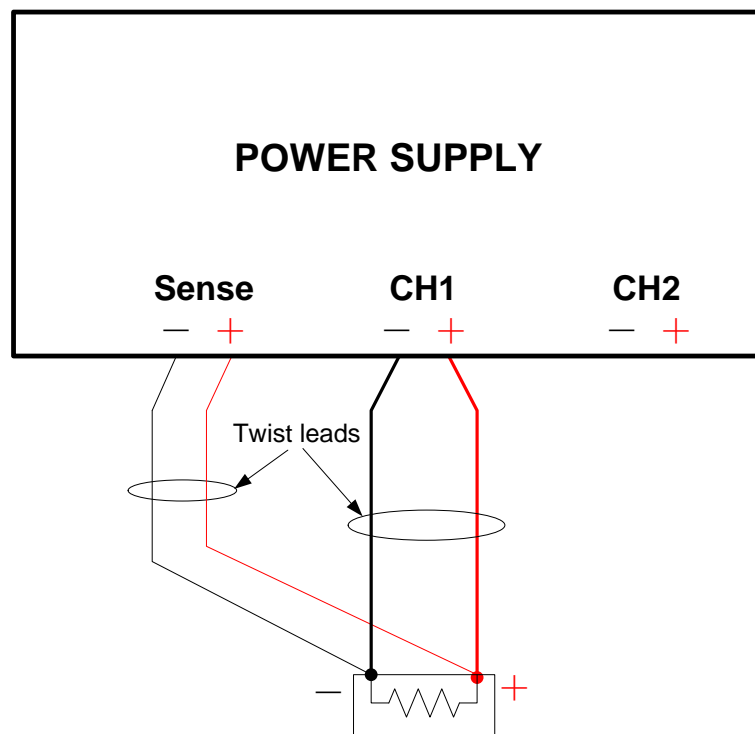 POWER SUPPLY
Sense CH1 CH2
− + − + − +
Twist leads
− +